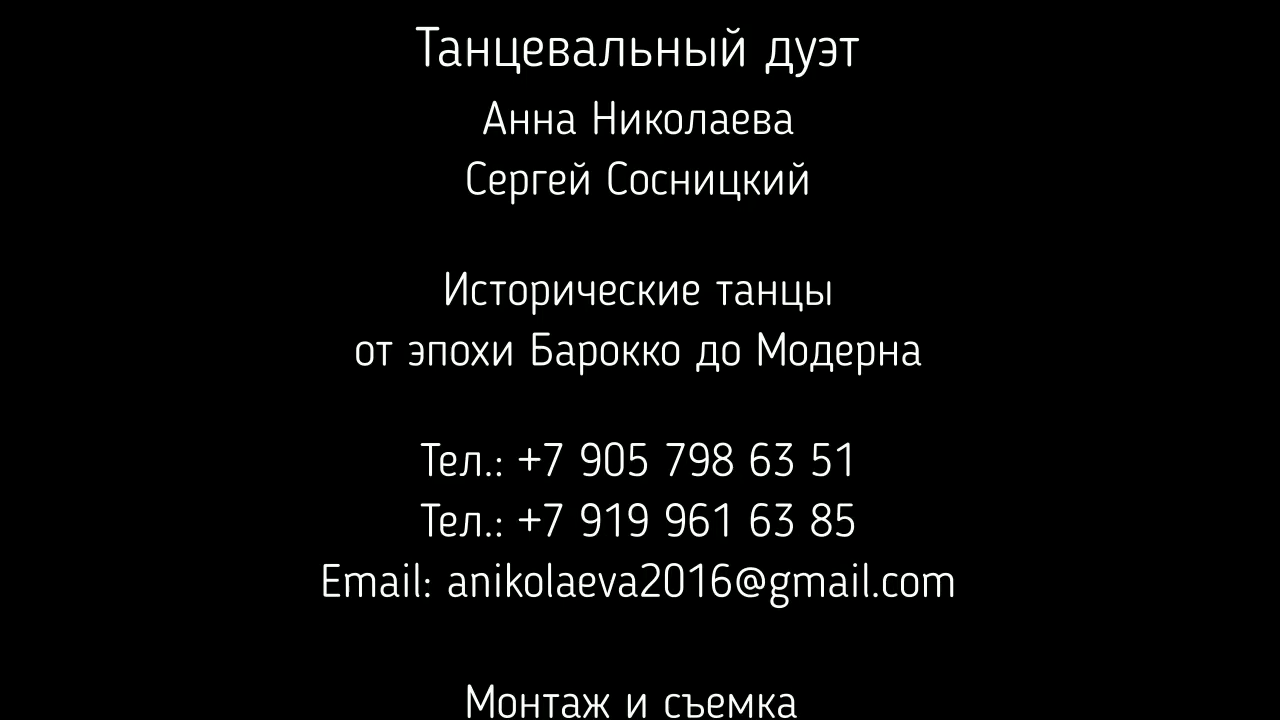 Танцевальный дуэт
Анна Николаева
Сергей Сосницкий
Исторические танцы
от эпохи Барокко до Модерна
Тел.: +7 905 798 63 51
Тел.: +7 919 961 63 85
Email: anikolaeva2016@gmail.com
Монтаж и съемка